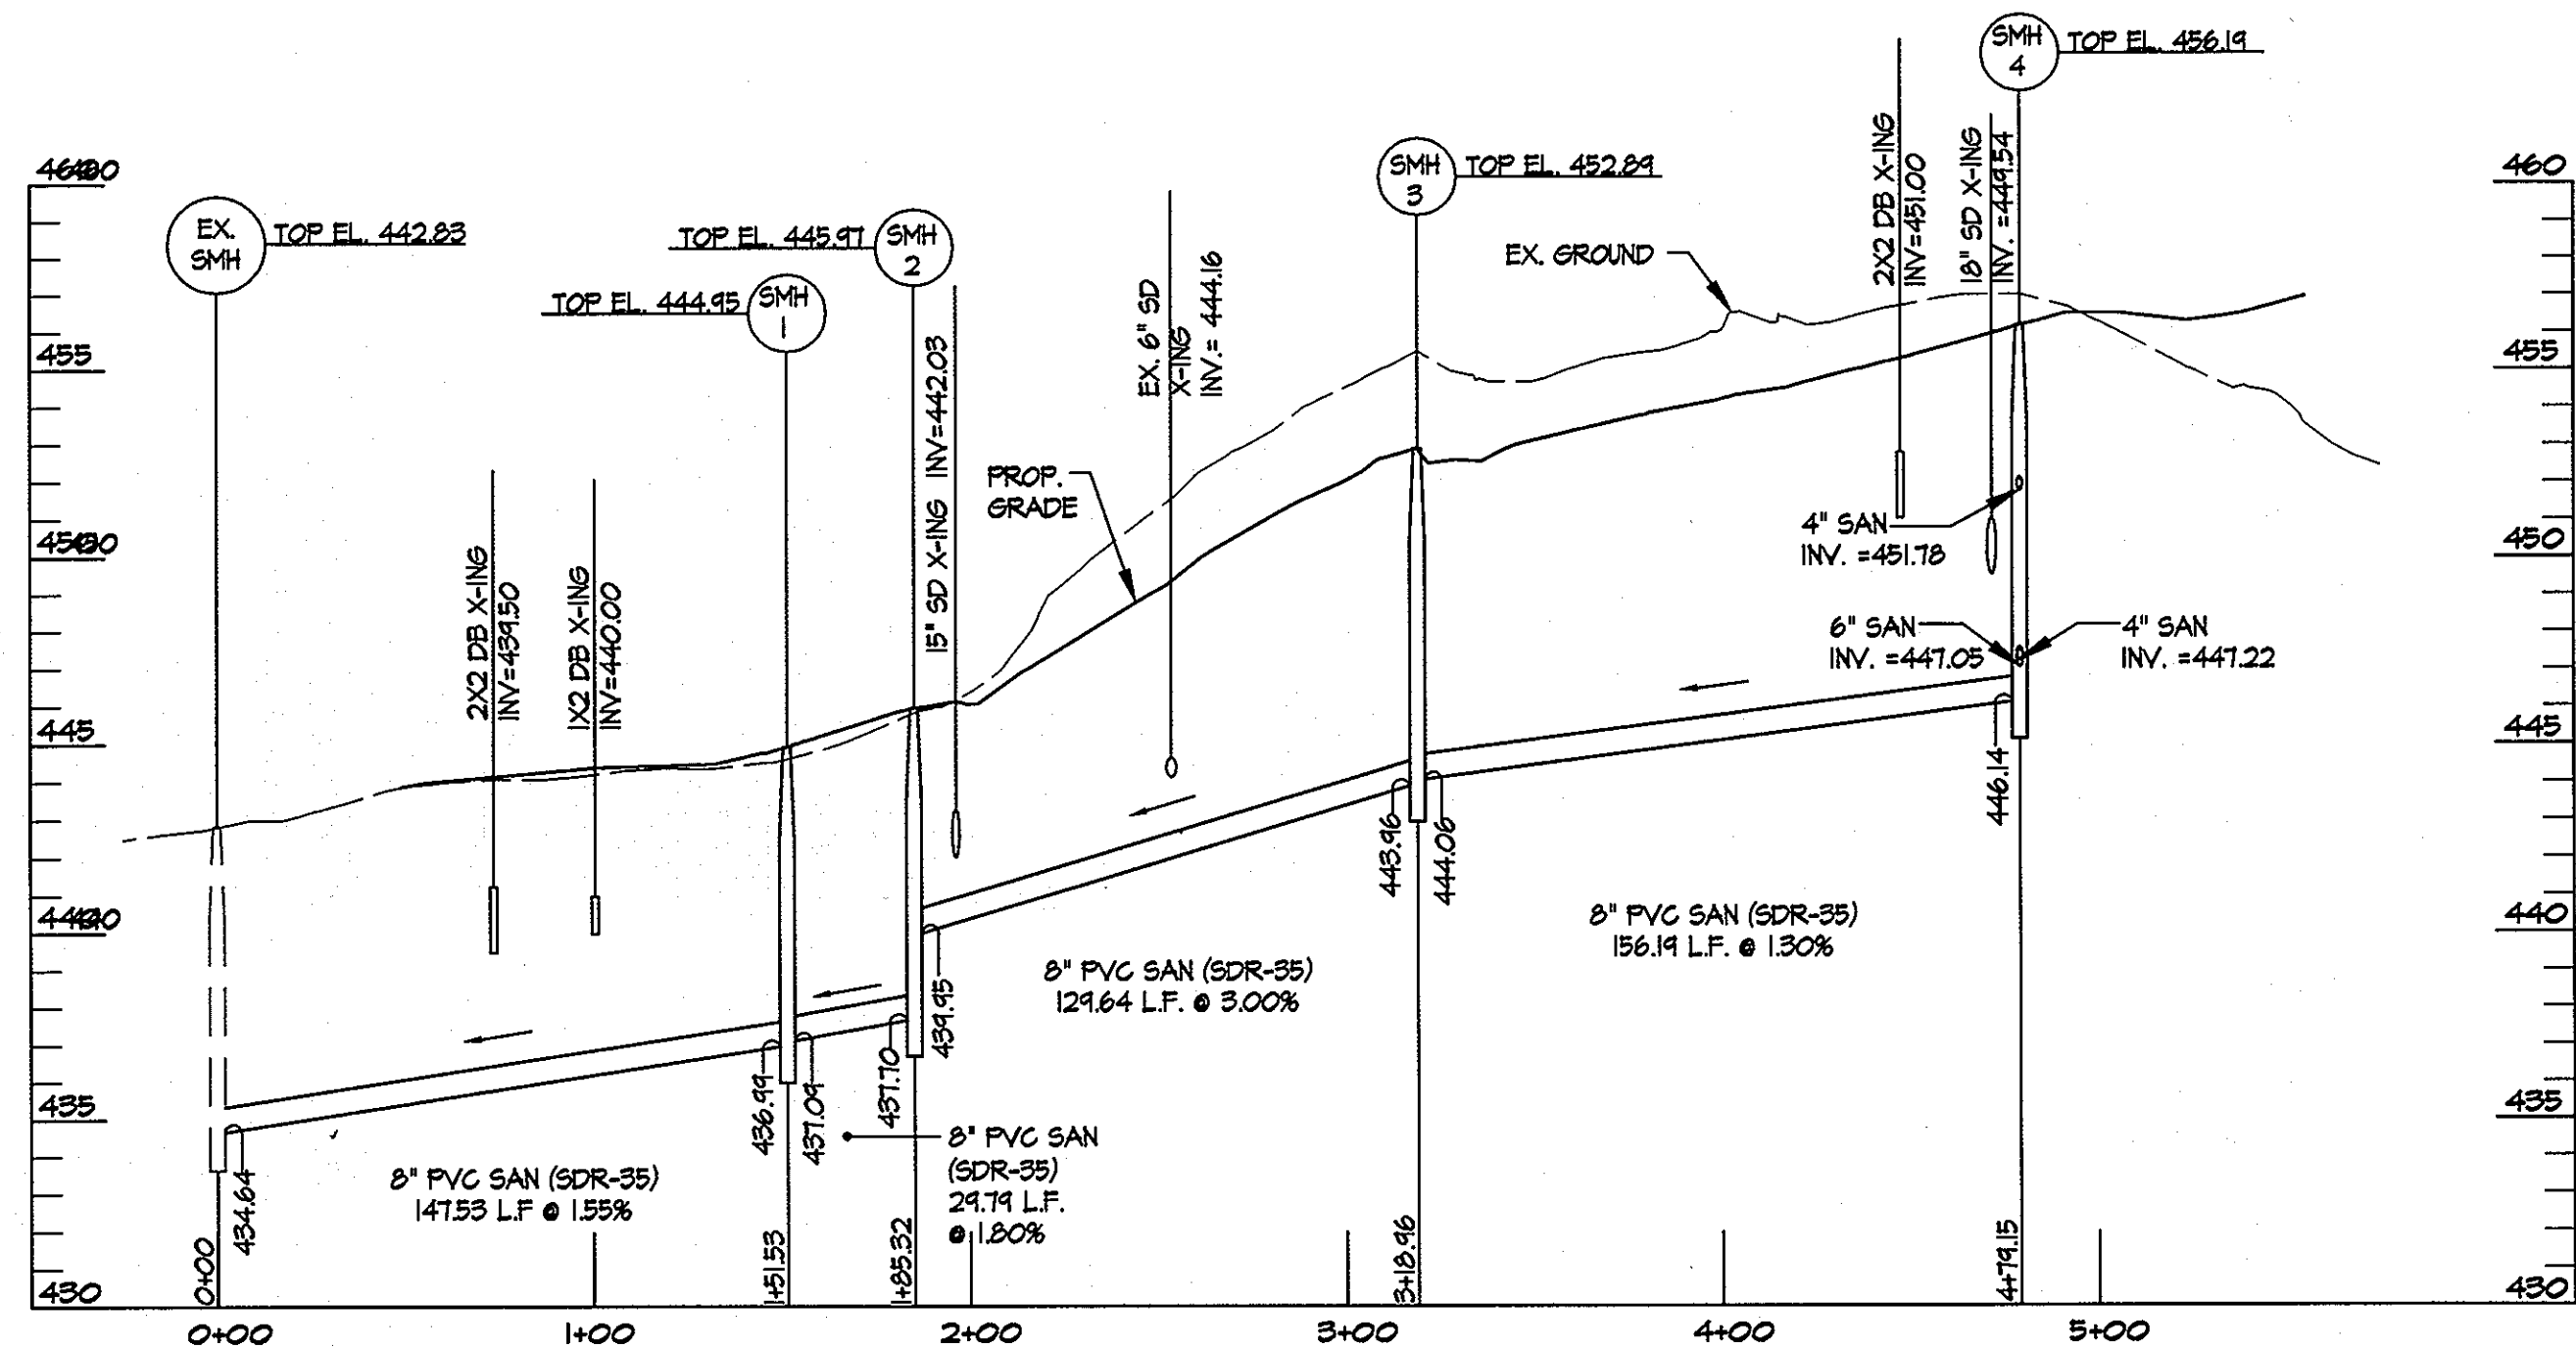 SMH
4
TOP EL. 456.19
2X2 DB X-ING
INV=451.00
18" SD X-ING
INV. =449.54
SMH
3
TOP EL. 452.89
460
460
EX.
SMH
TOP EL. 442.83
TOP EL. 445.97
SMH
2
TOP EL. 444.95
SMH
1
EX. 6" SD
X-ING
INV.= 444.16
EX. GROUND
15" SD X-ING INV=442.03
455
455
PROP.
GRADE
4" SAN
INV. =451.78
450
450
2X2 DB X-ING
INV=439.50
1X2 DB X-ING
INV=440.00
6" SAN
INV. =447.05
4" SAN
INV. =447.22
445
445
446.14
443.96
444.06
440
440
8" PVC SAN (SDR-35)
156.19 L.F. @ 1.30%
8" PVC SAN (SDR-35)
129.64 L.F. @ 3.00%
439.95
437.70
436.99
437.09
435
435
8" PVC SAN
(SDR-35)
29.79 L.F.
@ 1.80%
8" PVC SAN (SDR-35)
147.53 L.F @ 1.55%
434.64
0+00
1+51.53
1+85.32
3+18.96
4+79.15
430
430
0+00
1+00
2+00
3+00
4+00
5+00